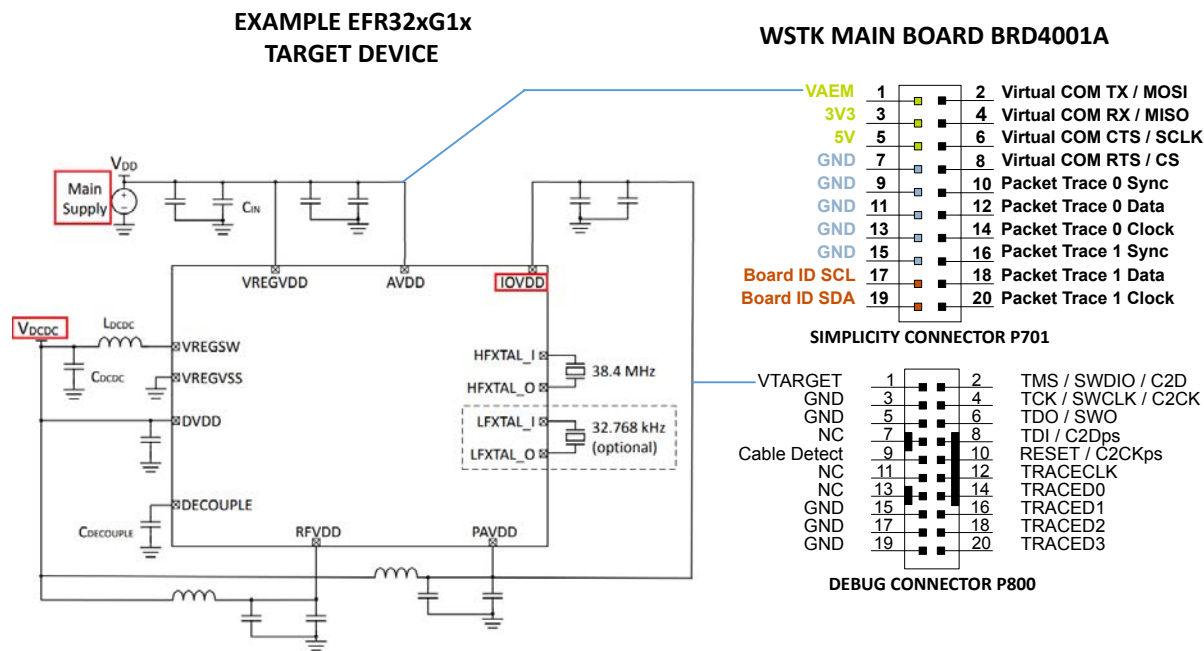 EXAMPLE EFR32xG1x
TARGET DEVICE
WSTK MAIN BOARD BRD4001A
VAEM 1 2 Virtual COM TX / MOSI
3V3 3 4 Virtual COM RX / MISO
5V 5 6 Virtual COM CTS / SCLK
GND 7 8 Virtual COM RTS / CS
GND 9 10 Packet Trace 0 Sync
GND 11 12 Packet Trace 0 Data
GND 13 14 Packet Trace 0 Clock
GND 15 16 Packet Trace 1 Sync
Board ID SCL 17 18 Packet Trace 1 Data
Board ID SDA 19 20 Packet Trace 1 Clock
SIMPLICITY CONNECTOR P701
VDD
Main
Supply
+
-
CIN
VREGVDD
AVDD
IOVDD
VDCDC
LDCDC
VREGSW
CDCDC
VREGVSS
DVDD
DECOUPLE
CDECOUPLE
HFXTAL_I
38.4 MHz
HFXTAL_O
LFXTAL_I
32.768 kHz
(optional)
LFXTAL_O
RFVDD
PAVDD
VTARGET 1 2 TMS / SWDIO / C2D
GND 3 4 TCK / SWCLK / C2CK
GND 5 6 TDO / SWO
NC 7 8 TDI / C2Dps
Cable Detect 9 10 RESET / C2CKps
NC 11 12 TRACECLK
NC 13 14 TRACED0
GND 15 16 TRACED1
GND 17 18 TRACED2
GND 19 20 TRACED3
DEBUG CONNECTOR P800